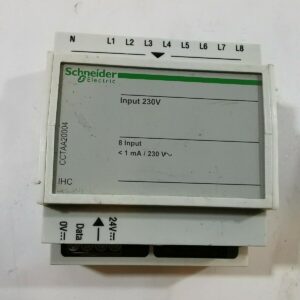 N L1 L2 L3 L4 L5 L6 L7 L8
Schneider
Electric
Input 230V
8 Input
< 1 mA / 230 V~
CCTAA20004
IHC
0V⎓ Data 24V⎓